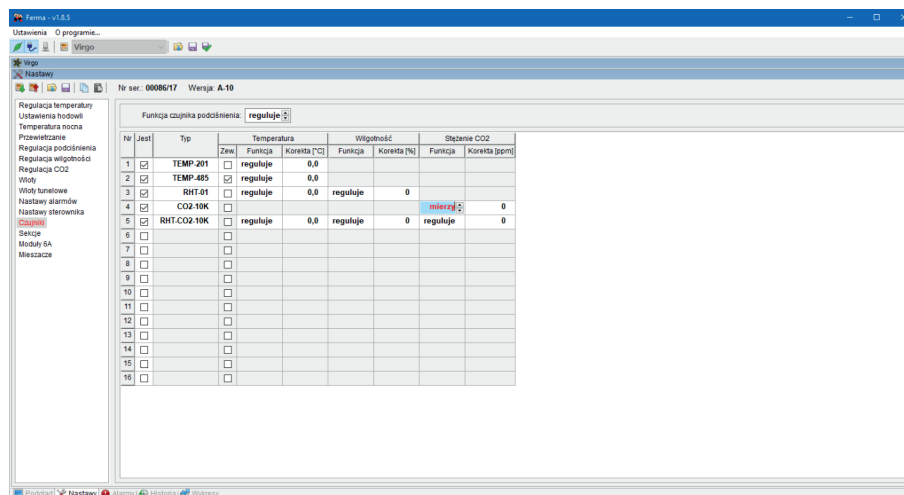 Ferma - v1.8.5
Ustawienia O programie...
Virgo
Virgo
Nastawy
Nr ser.: 00086/17 Wersja: A-10
Regulacja temperatury
Ustawienia hodowli
Temperatura nocna
Przewietrzanie
Regulacja podciśnienia
Regulacja wilgotności
Regulacja CO2
Wloty
Wloty tunelowe
Nastawy alarmów
Nastawy sterownika
Czujniki
Sekcje
Moduły 6A
Mieszacze
Funkcja czujnika podciśnienia: reguluje
Nr Jest Typ Temperatura Wilgotność Stężenie CO2
Zew. Funkcja Korekta [°C] Funkcja Korekta [%] Funkcja Korekta [ppm]
1 TEMP-201 reguluje 0,0
2 TEMP-485 reguluje 0,0
3 RHT-01 reguluje 0,0 reguluje 0
4 CO2-10K mierzy 0
5 RHT-CO2-10K reguluje 0,0 reguluje 0 reguluje 0
6
7
8
9
10
11
12
13
14
15
16
Podgląd Nastawy Alarmy Historia Wykresy